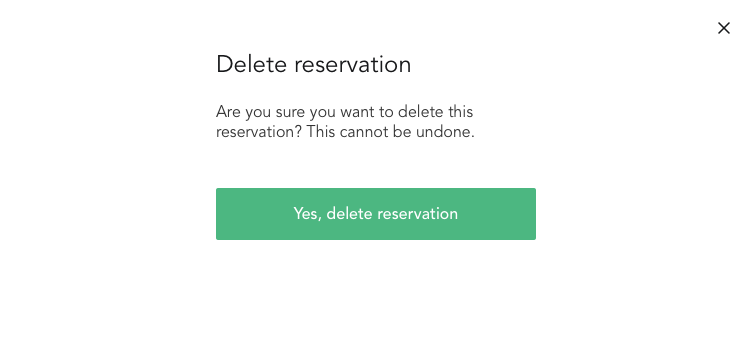 Delete reservation
Are you sure you want to delete this
reservation? This cannot be undone.
Yes, delete reservation